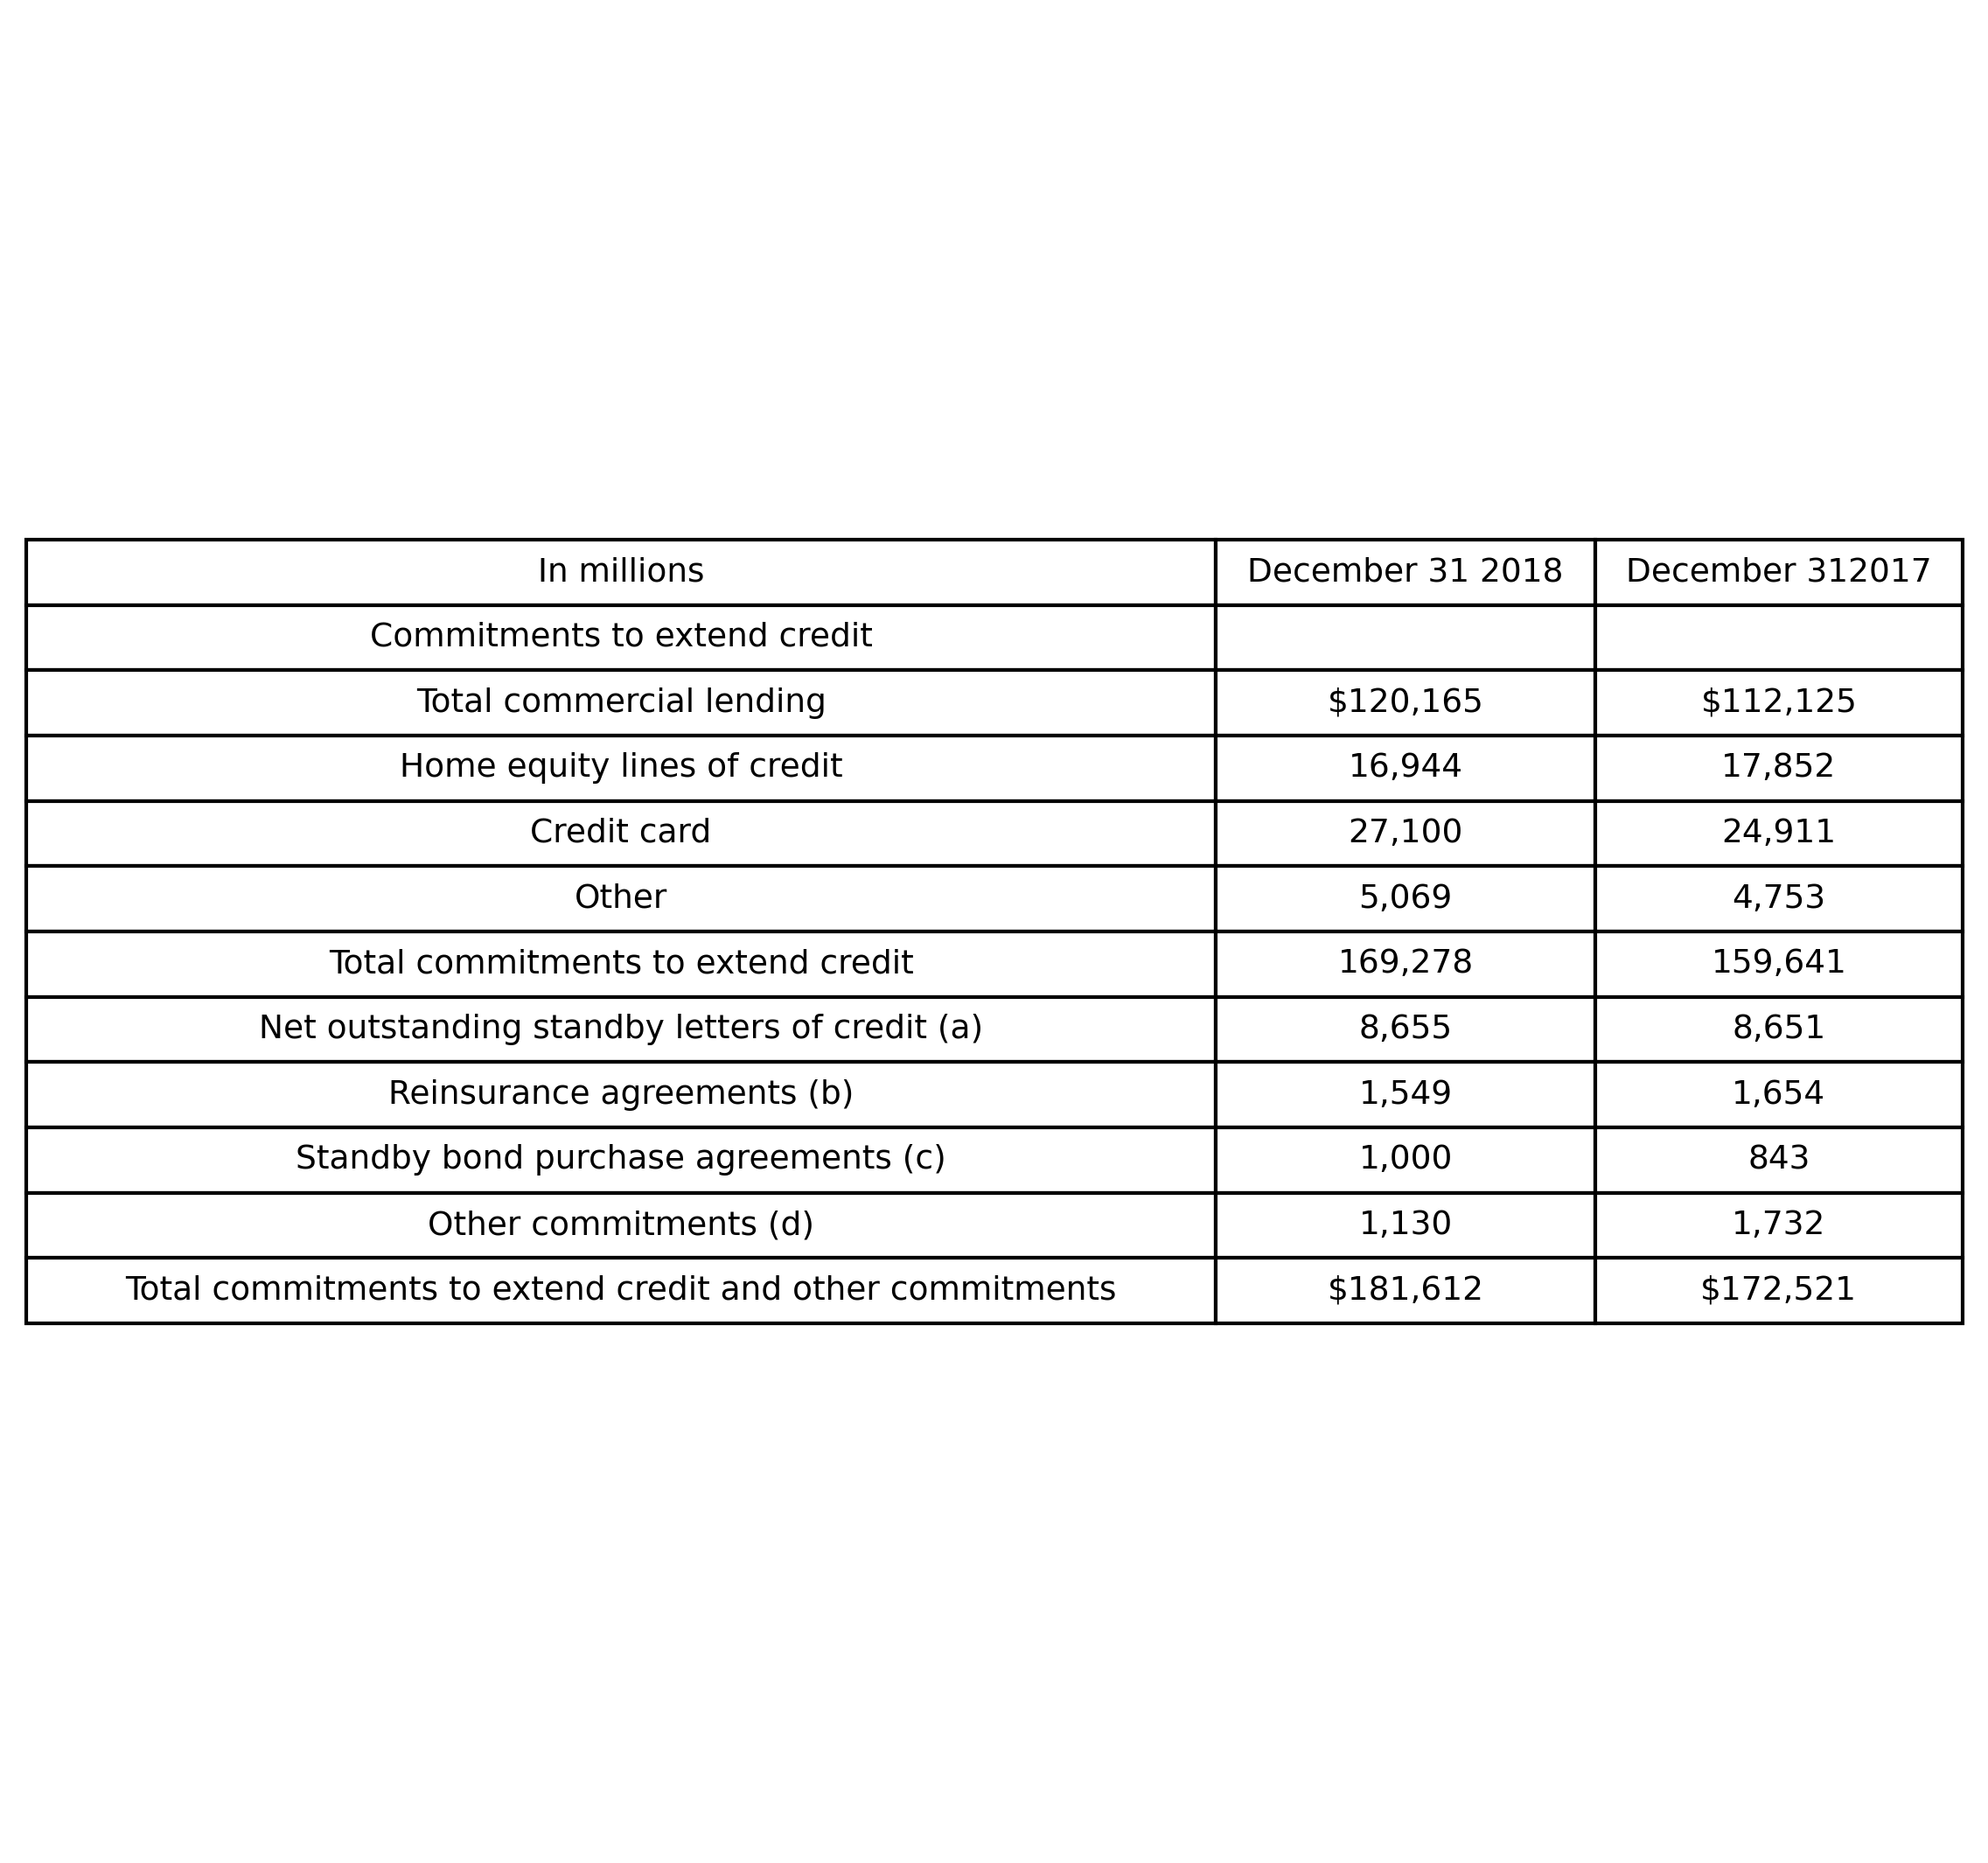 In millions December 31 2018 December 312017
Commitments to extend credit
Total commercial lending $120,165 $112,125
Home equity lines of credit 16,944 17,852
Credit card 27,100 24,911
Other 5,069 4,753
Total commitments to extend credit 169,278 159,641
Net outstanding standby letters of credit (a) 8,655 8,651
Reinsurance agreements (b) 1,549 1,654
Standby bond purchase agreements (c) 1,000 843
Other commitments (d) 1,130 1,732
Total commitments to extend credit and other commitments $181,612 $172,521